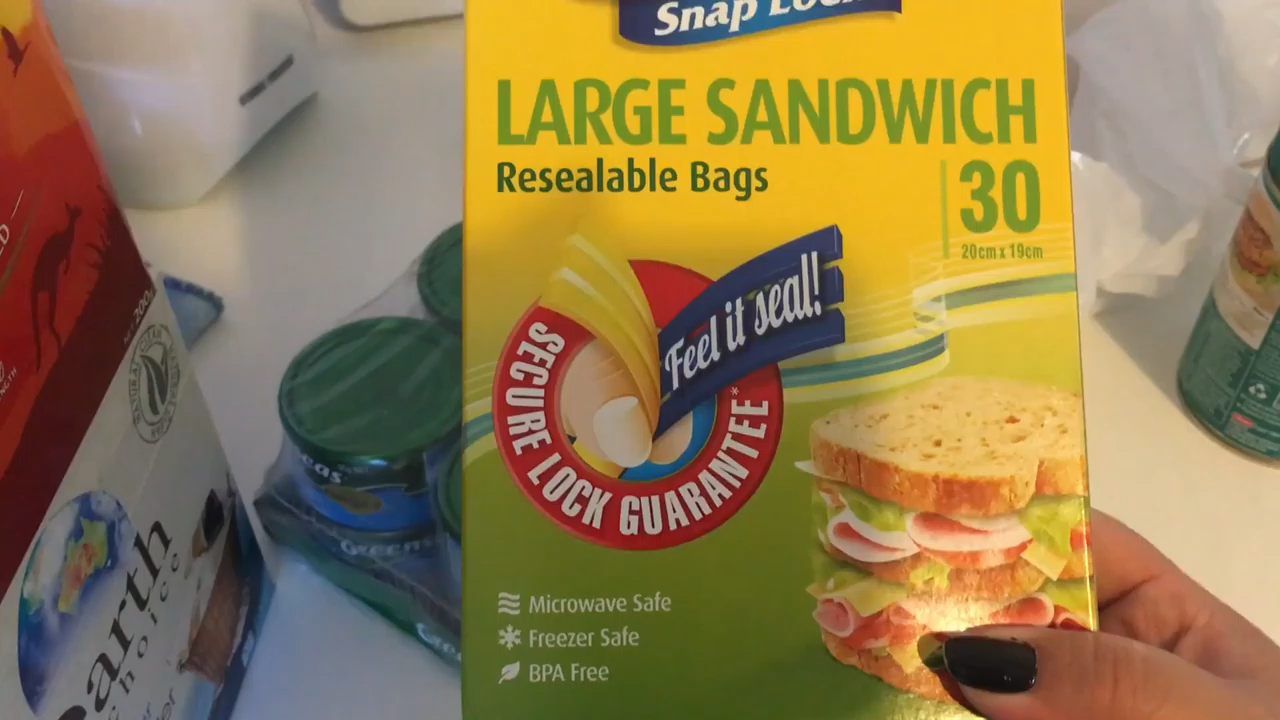 Snap Lock
LARGE SANDWICH
Resealable Bags
30
20cm x 19cm
Feel it seal!
SECURE LOCK GUARANTEE*
Microwave Safe
Freezer Safe
BPA Free
Earth
choice
Greens